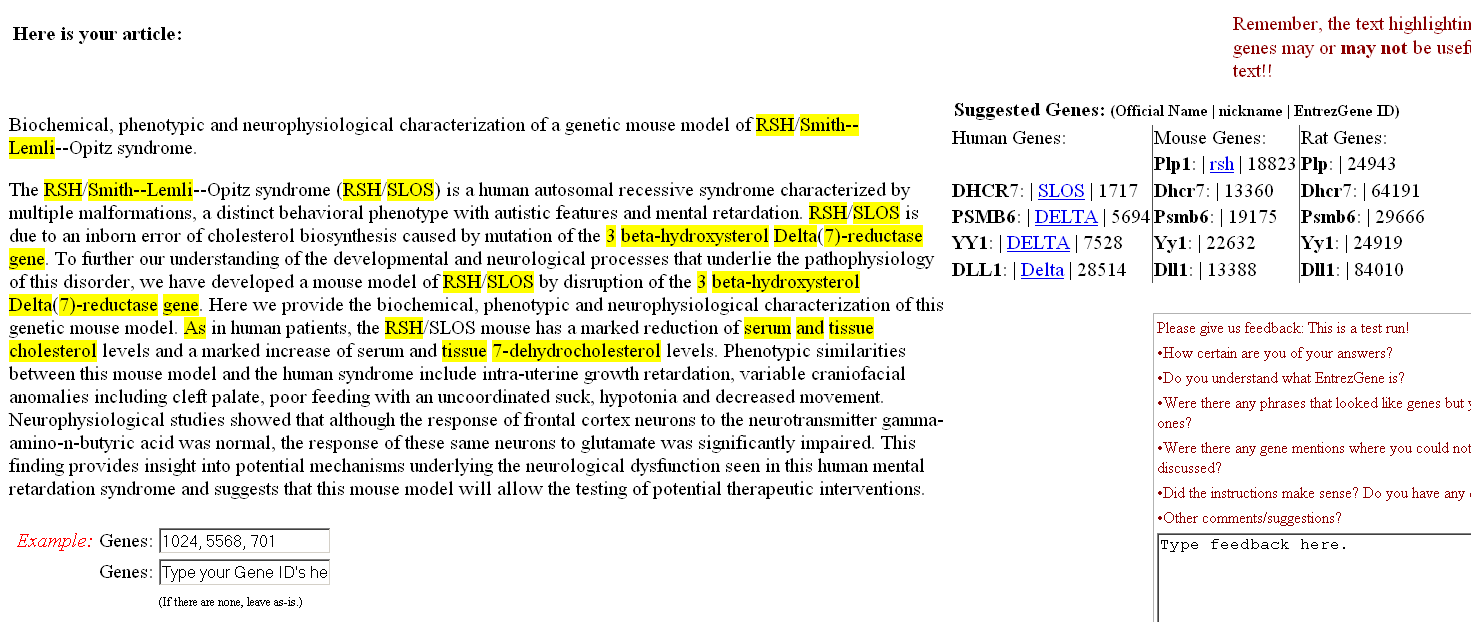 Here is your article:
Remember, the text highlightin
genes may or may not be usefu
text!!
Biochemical, phenotypic and neurophysiological characterization of a genetic mouse model of RSH/Smith--
Lemli--Opitz syndrome.
The RSH/Smith--Lemli--Opitz syndrome (RSH/SLOS) is a human autosomal recessive syndrome characterized by
multiple malformations, a distinct behavioral phenotype with autistic features and mental retardation. RSH/SLOS is
due to an inborn error of cholesterol biosynthesis caused by mutation of the 3 beta-hydroxysterol Delta(7)-reductase
gene. To further our understanding of the developmental and neurological processes that underlie the pathophysiology
of this disorder, we have developed a mouse model of RSH/SLOS by disruption of the 3 beta-hydroxysterol
Delta(7)-reductase gene. Here we provide the biochemical, phenotypic and neurophysiological characterization of this
genetic mouse model. As in human patients, the RSH/SLOS mouse has a marked reduction of serum and tissue
cholesterol levels and a marked increase of serum and tissue 7-dehydrocholesterol levels. Phenotypic similarities
between this mouse model and the human syndrome include intra-uterine growth retardation, variable craniofacial
anomalies including cleft palate, poor feeding with an uncoordinated suck, hypotonia and decreased movement.
Neurophysiological studies showed that although the response of frontal cortex neurons to the neurotransmitter gamma-
amino-n-butyric acid was normal, the response of these same neurons to glutamate was significantly impaired. This
finding provides insight into potential mechanisms underlying the neurological dysfunction seen in this human mental
retardation syndrome and suggests that this mouse model will allow the testing of potential therapeutic interventions.
Example: Genes: 1024, 5568, 701
Genes: Type your Gene ID's he
(If there are none, leave as-is.)
Suggested Genes: (Official Name | nickname | EntrezGene ID)
Human Genes: Mouse Genes: Rat Genes:
Plp1: | rsh | 18823 Plp: | 24943
DHCR7: | SLOS | 1717 Dhcr7: | 13360 Dhcr7: | 64191
PSMB6: | DELTA | 5694 Psmb6: | 19175 Psmb6: | 29666
YY1: | DELTA | 7528 Yy1: | 22632 Yy1: | 24919
DLL1: | Delta | 28514 Dll1: | 13388 Dll1: | 84010
Please give us feedback: This is a test run!
•How certain are you of your answers?
•Do you understand what EntrezGene is?
•Were there any phrases that looked like genes but y
ones?
•Were there any gene mentions where you could not
discussed?
•Did the instructions make sense? Do you have any
•Other comments/suggestions?
Type feedback here.